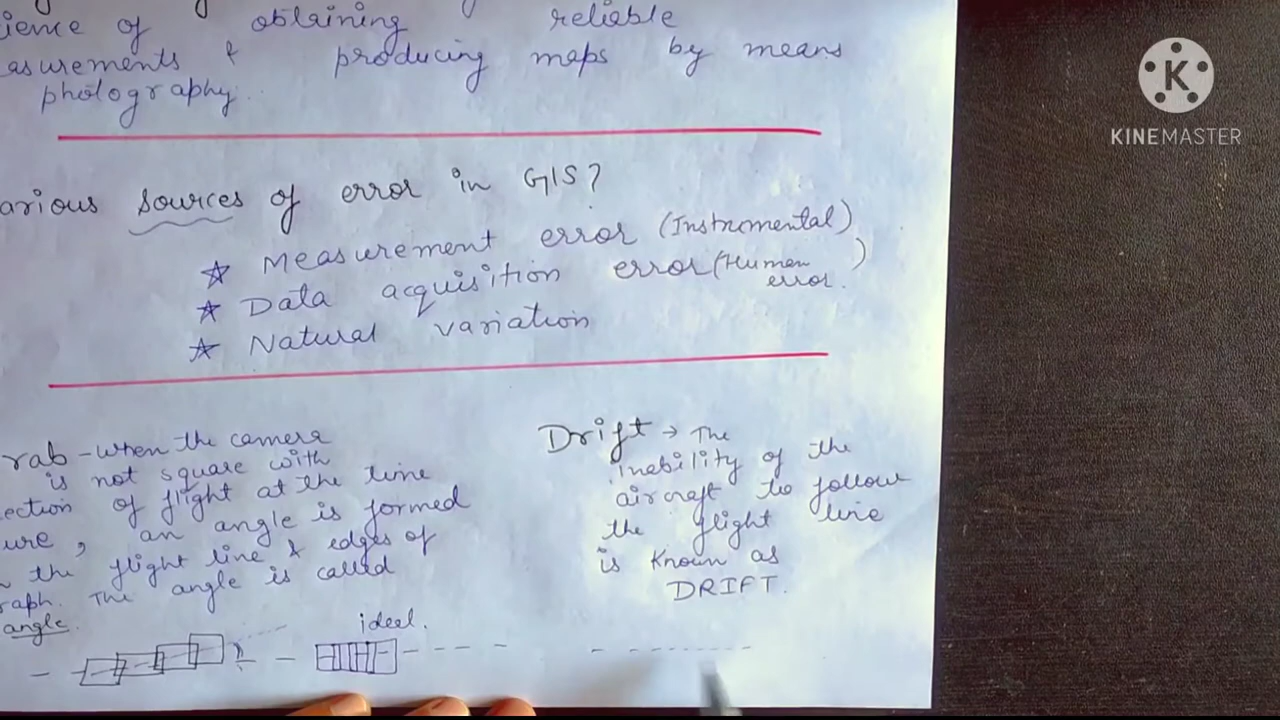 ience of obtaining reliable
asurements & producing maps by means
photography.
KINEMASTER
arious sources of error in GIS?
☆ Measurement error (Instromental)
☆ Data acquisition error (Human error.)
☆ Natural variation
rab - when the camera
is not square with
ection of flight at the time
ure, an angle is formed
the flight line & edges of
raph. The angle is called
angle.
Drift → The
inability of the
aircraft to follow
the flight line
is known as
DRIFT.
ideal.